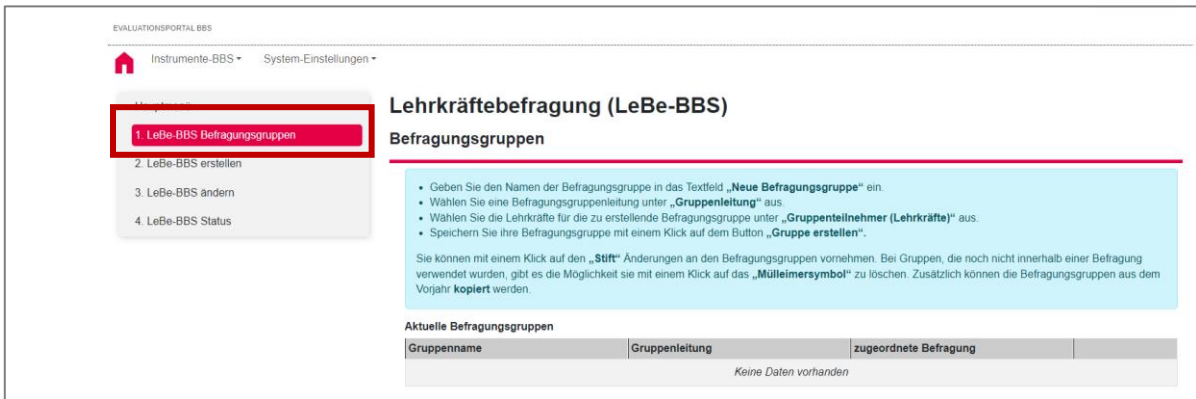 EVALUATIONSPORTAL BBS
Instrumente-BBS System-Einstellungen
1. LeBe-BBS Befragungsgruppen
2. LeBe-BBS erstellen
3. LeBe-BBS ändern
4. LeBe-BBS Status
Lehrkräftebefragung (LeBe-BBS)
Befragungsgruppen
• Geben Sie den Namen der Befragungsgruppe in das Textfeld „Neue Befragungsgruppe“ ein.
• Wählen Sie eine Befragungsgruppenleitung unter „Gruppenleitung“ aus.
• Wählen Sie die Lehrkräfte für die zu erstellende Befragungsgruppe unter „Gruppenteilnehmer (Lehrkräfte)“ aus.
• Speichern Sie ihre Befragungsgruppe mit einem Klick auf dem Button „Gruppe erstellen“.
Sie können mit einem Klick auf den „Stift“ Änderungen an den Befragungsgruppen vornehmen. Bei Gruppen, die noch nicht innerhalb einer Befragung
verwendet wurden, gibt es die Möglichkeit sie mit einem Klick auf das „Mülleimersymbol“ zu löschen. Zusätzlich können die Befragungsgruppen aus dem
Vorjahr kopiert werden.
Aktuelle Befragungsgruppen
Gruppenname Gruppenleitung zugeordnete Befragung
Keine Daten vorhanden